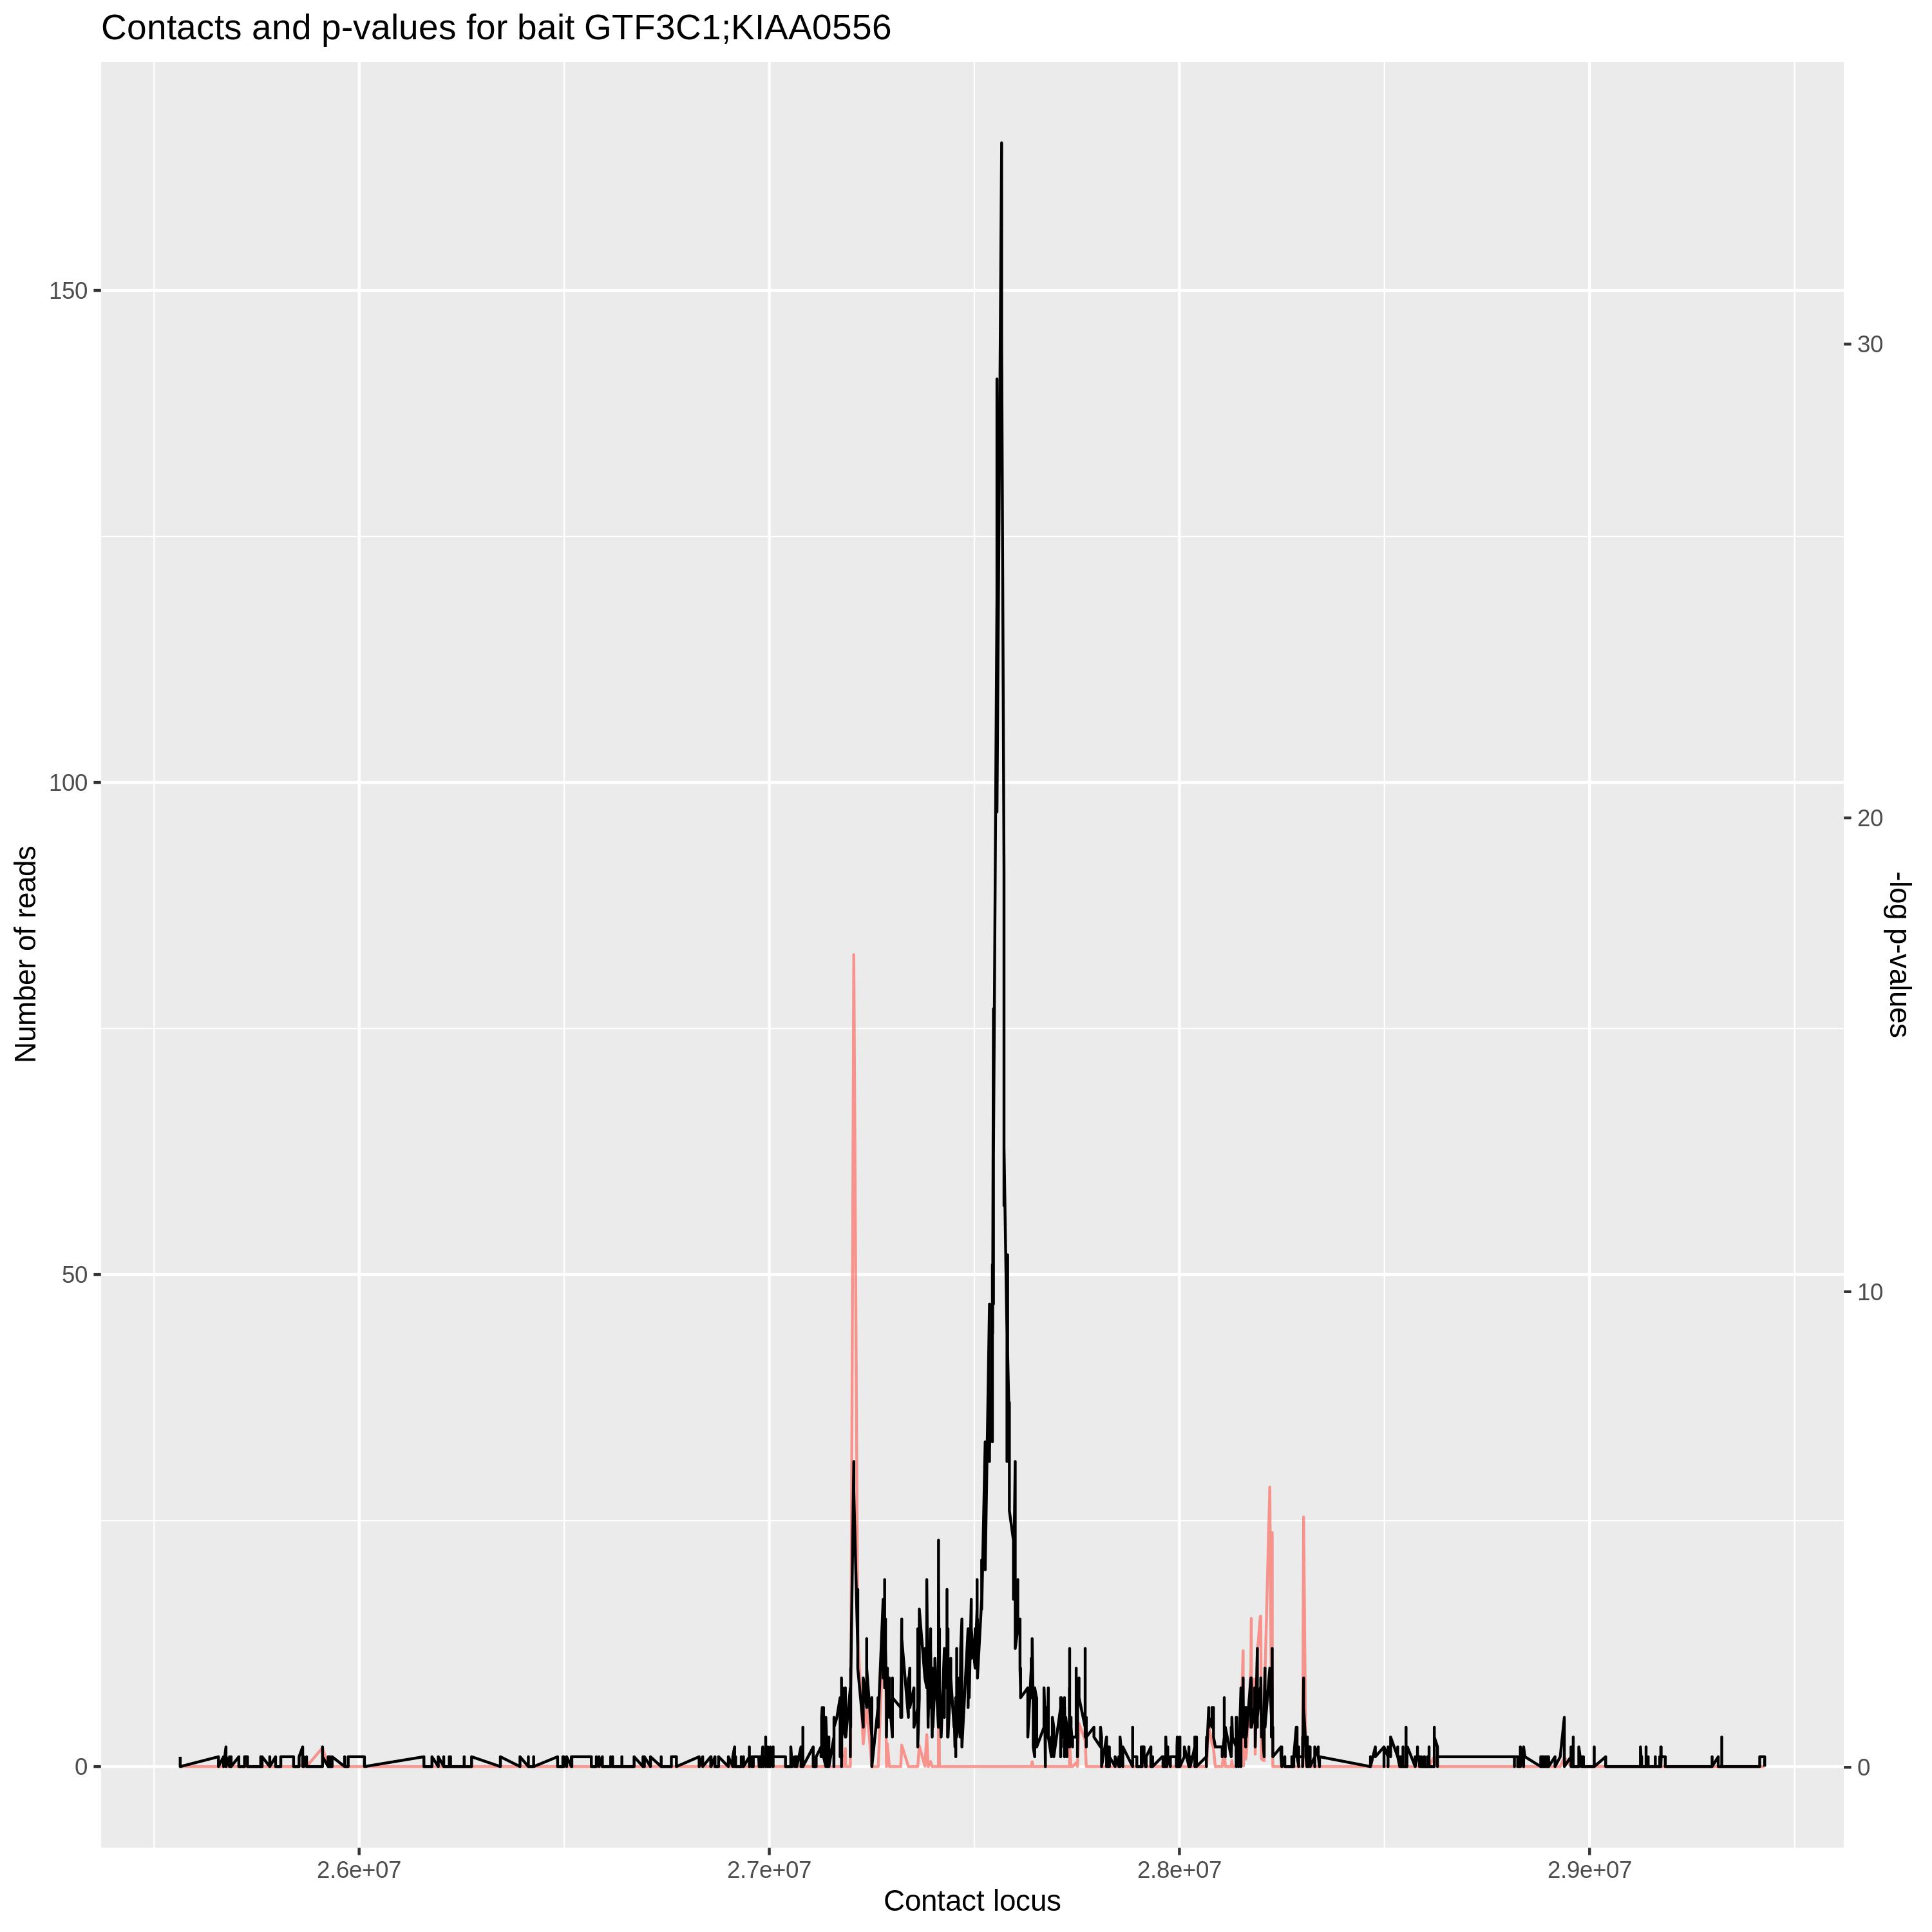 Contacts and p-values for bait GTF3C1;KIAA0556
150
100
50
0
Number of reads
30
20
10
0
-log p-values
2.6e+07
2.7e+07
2.8e+07
2.9e+07
Contact locus